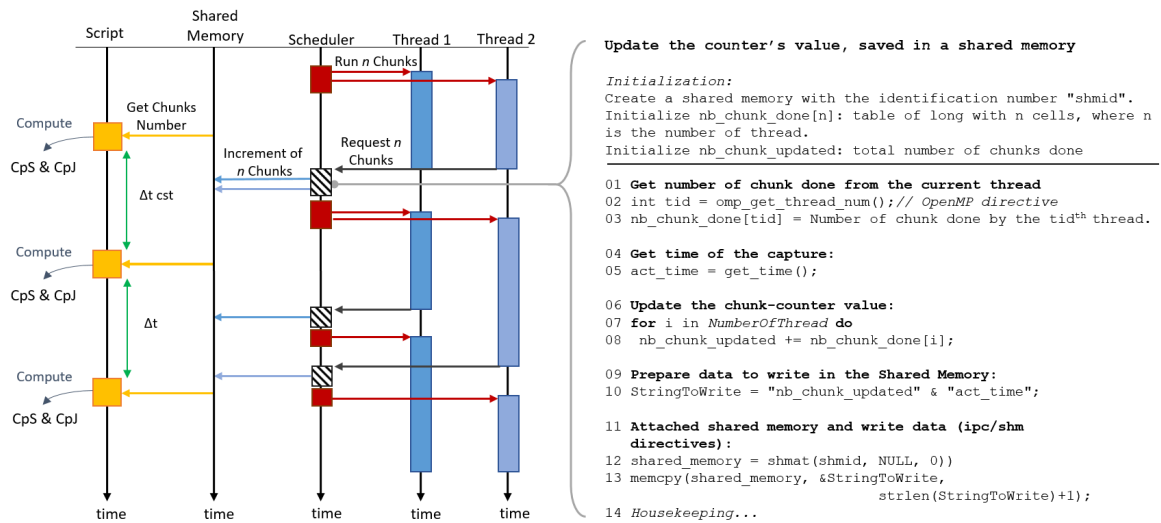 Script
Shared
Memory
Scheduler
Thread 1
Thread 2
Run n Chunks
Get Chunks
Number
Compute
CpS & CpJ
Request n
Chunks
Increment of
n Chunks
Δt cst
Compute
CpS & CpJ
Δt
Compute
CpS & CpJ
time
time
time
time
time
Update the counter's value, saved in a shared memory
Initialization:
Create a shared memory with the identification number "shmid".
Initialize nb_chunk_done[n]: table of long with n cells, where n
is the number of thread.
Initialize nb_chunk_updated: total number of chunks done
01 Get number of chunk done from the current thread
02 int tid = omp_get_thread_num();// OpenMP directive
03 nb_chunk_done[tid] = Number of chunk done by the tidᵗʰ thread.
04 Get time of the capture:
05 act_time = get_time();
06 Update the chunk-counter value:
07 for i in NumberOfThread do
08 nb_chunk_updated += nb_chunk_done[i];
09 Prepare data to write in the Shared Memory:
10 StringToWrite = "nb_chunk_updated" & "act_time";
11 Attached shared memory and write data (ipc/shm
directives):
12 shared_memory = shmat(shmid, NULL, 0))
13 memcpy(shared_memory, &StringToWrite,
strlen(StringToWrite)+1);
14 Housekeeping...